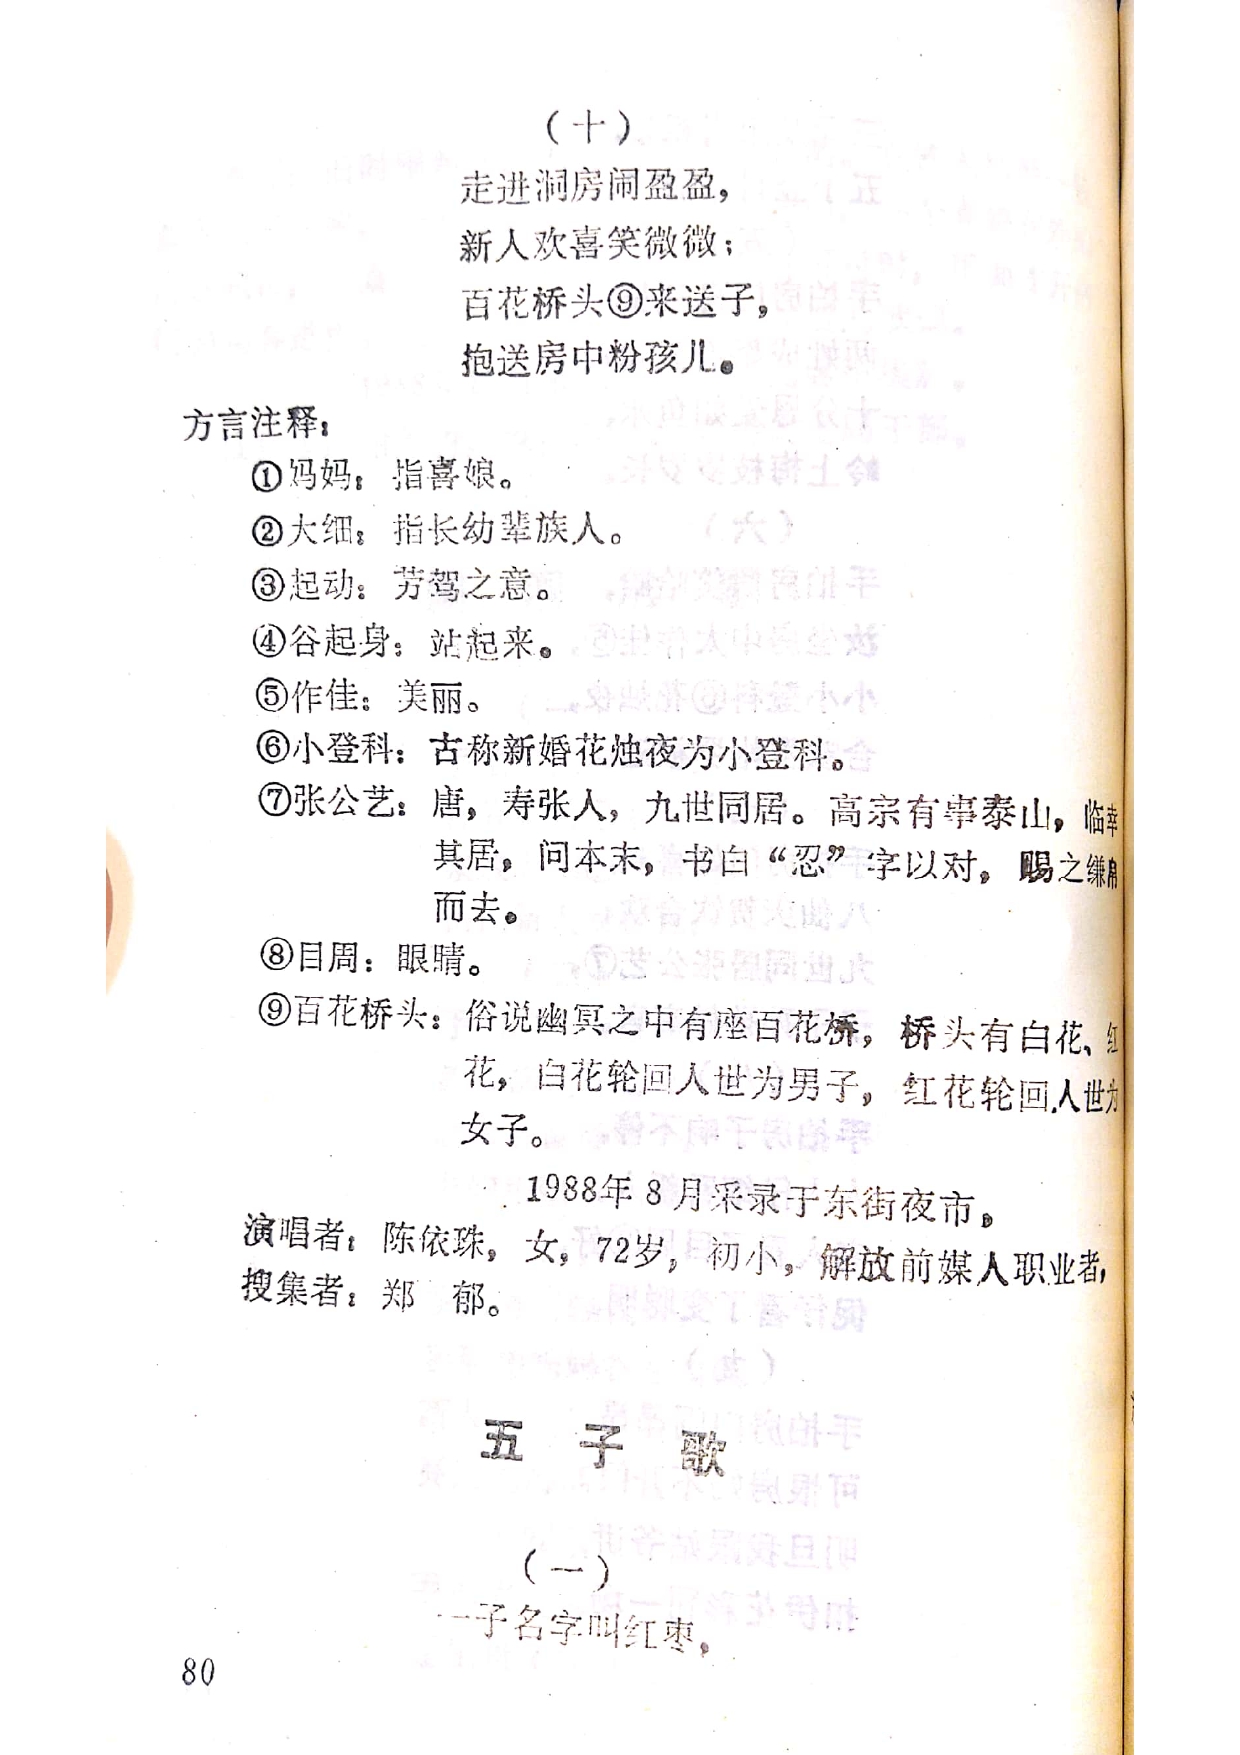 （十）
走进洞房闹盈盈，
新人欢喜笑微微；
百花桥头⑨来送子，
抱送房中粉孩儿。
方言注释：
①妈妈：指喜娘。
②大细：指长幼辈族人。
③起动：劳驾之意。
④谷起身：站起来。
⑤作佳：美丽。
⑥小登科：古称新婚花烛夜为小登科。
⑦张公艺：唐，寿张人，九世同居。高宗有事泰山，临幸
其居，问本末，书白“忍”字以对，赐之缣帛
而去。
⑧目周：眼睛。
⑨百花桥头：俗说幽冥之中有座百花桥，桥头有白花、红
花，白花轮回人世为男子，红花轮回人世为
女子。
1988年8月采录于东街夜市。
演唱者：陈依珠，女，72岁，初小，解放前媒人职业者，
搜集者：郑　郁。
五子歌
（一）
一子名字叫红枣，
80